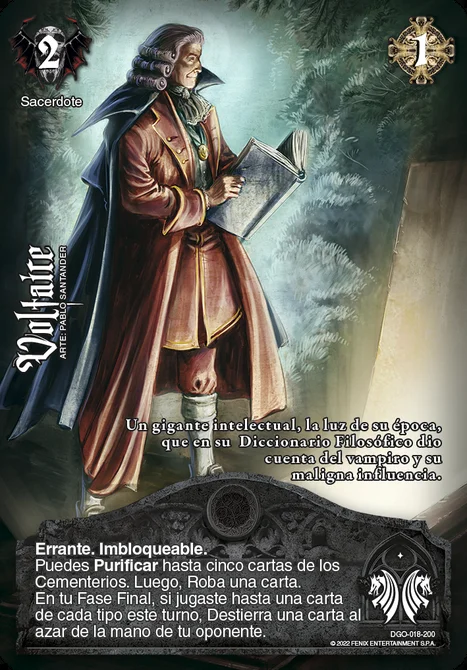 2
1
Sacerdote
Voltaire
ARTE: PABLO SANTANDER
Un gigante intelectual, la luz de su época,
que en su Diccionario Filosófico dio
cuenta del vampiro y su
maligna influencia.
Errante. Imbloqueable.
Puedes Purificar hasta cinco cartas de los
Cementerios. Luego, Roba una carta.
En tu Fase Final, si jugaste hasta una carta
de cada tipo este turno, Destierra una carta al
azar de la mano de tu oponente.
DGO-018-200
© 2022 FENIX ENTERTAINMENT S.P.A.